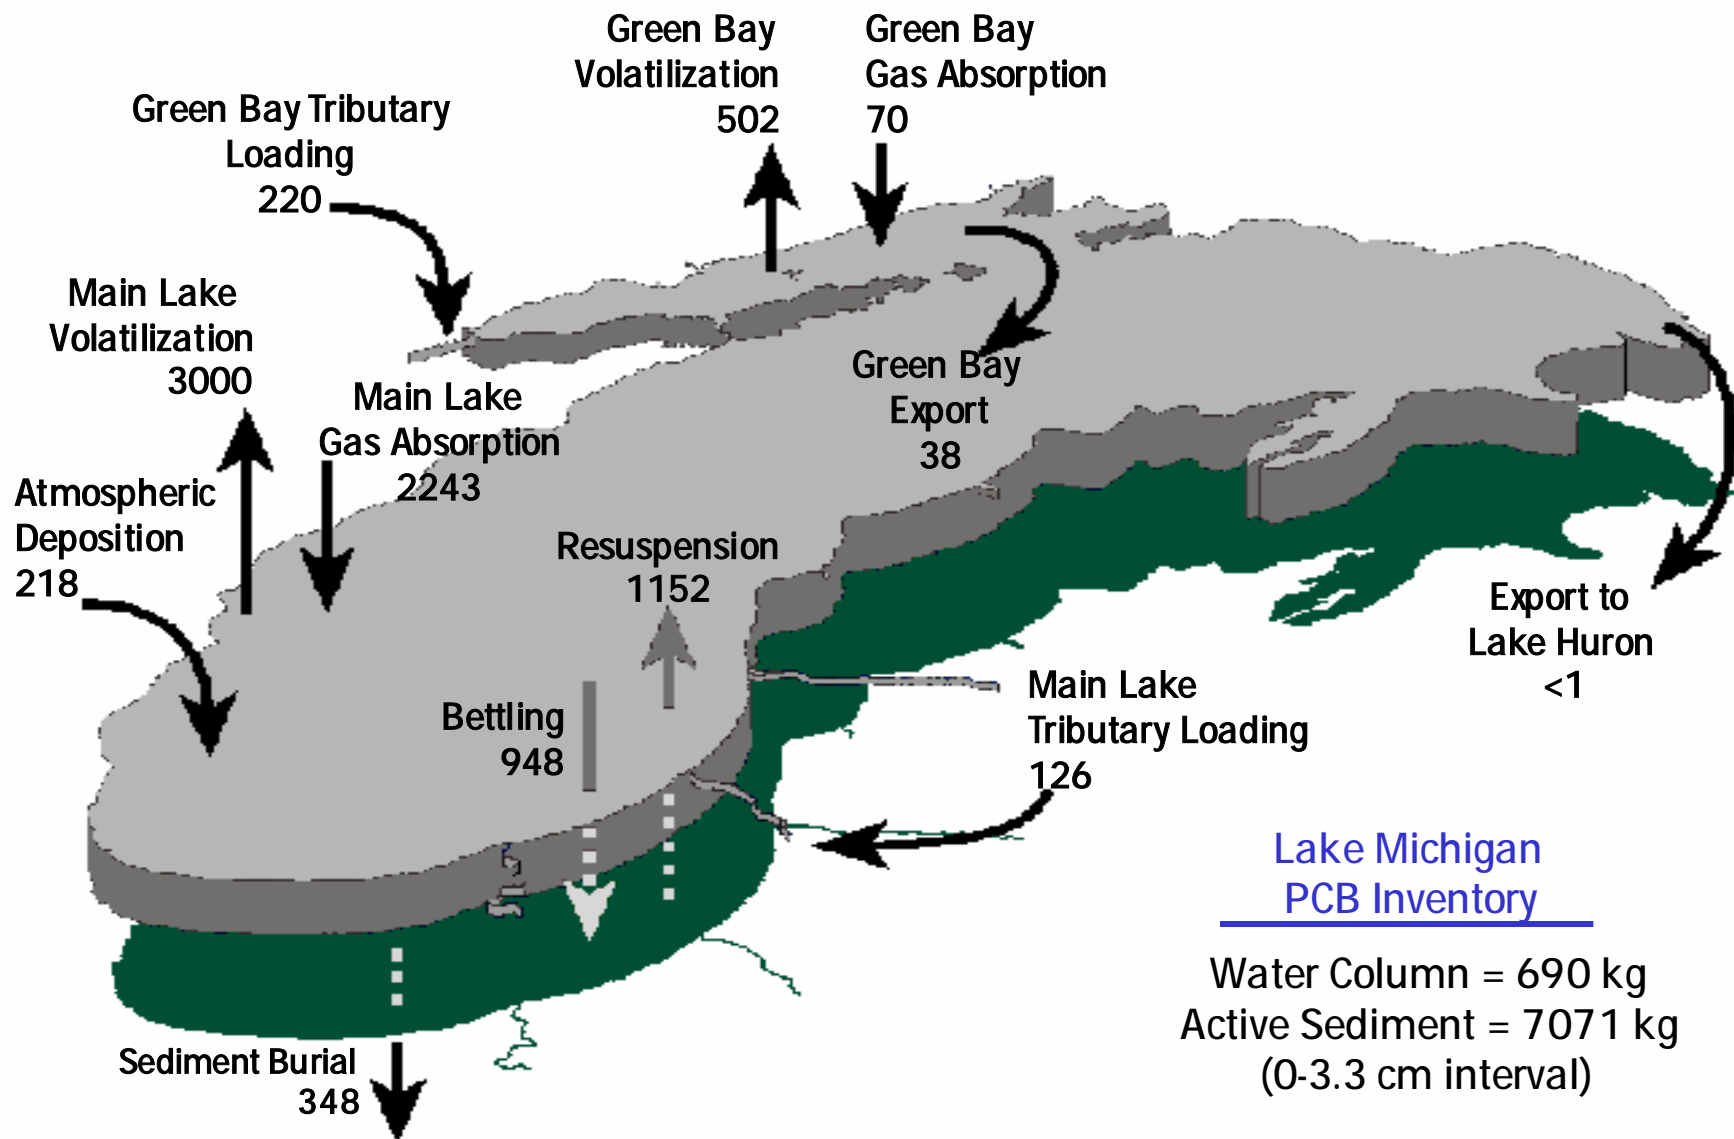 Green Bay
Volatilization
502
Green Bay
Gas Absorption
70
Green Bay Tributary
Loading
220
Main Lake
Volatilization
3000
Main Lake
Gas Absorption
2243
Green Bay
Export
38
Atmospheric
Deposition
218
Resuspension
1152
Export to
Lake Huron
<1
Bettling
948
Main Lake
Tributary Loading
126
Lake Michigan
PCB Inventory
Water Column = 690 kg
Active Sediment = 7071 kg
(0-3.3 cm interval)
Sediment Burial
348